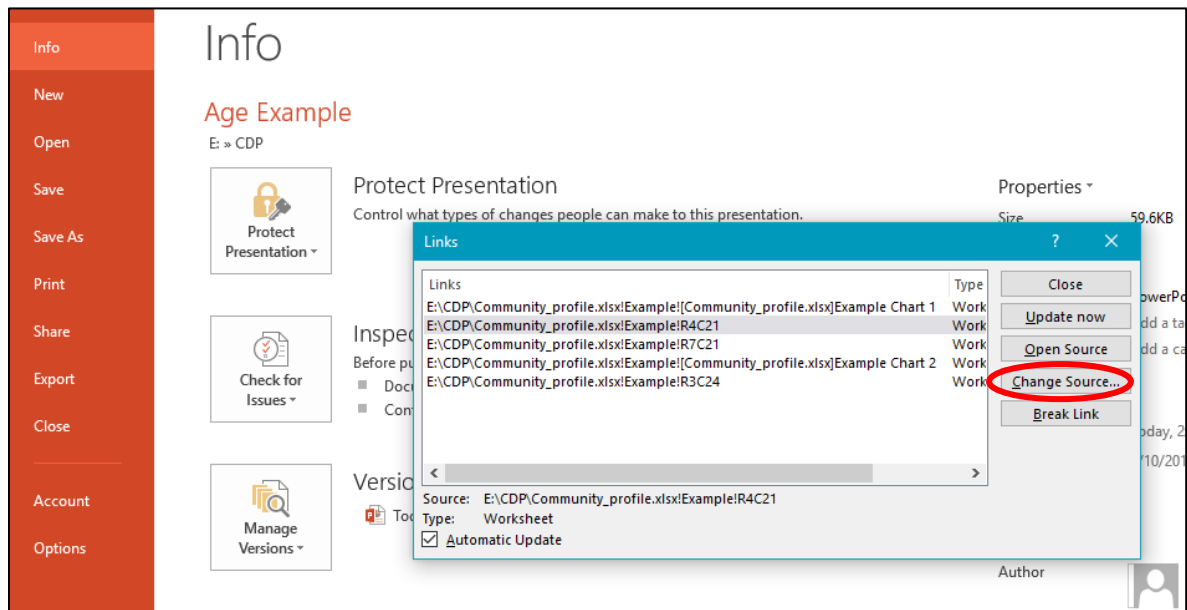 Info
New
Open
Save
Save As
Print
Share
Export
Close
Account
Options
Info
Age Example
E: » CDP
Protect
Presentation
Protect Presentation
Control what types of changes people can make to this presentation.
Check for
Issues
Manage
Versions
Properties
Size
59.6KB
Author
Links
?
Links
Type
E:\CDP\Community_profile.xlsx!Example![Community_profile.xlsx]Example Chart 1 Work
E:\CDP\Community_profile.xlsx!Example!R4C21 Work
E:\CDP\Community_profile.xlsx!Example!R7C21 Work
E:\CDP\Community_profile.xlsx!Example![Community_profile.xlsx]Example Chart 2 Work
E:\CDP\Community_profile.xlsx!Example!R3C24 Work
Source: E:\CDP\Community_profile.xlsx!Example!R4C21
Type: Worksheet
Automatic Update
Close
Update now
Open Source
Change Source...
Break Link